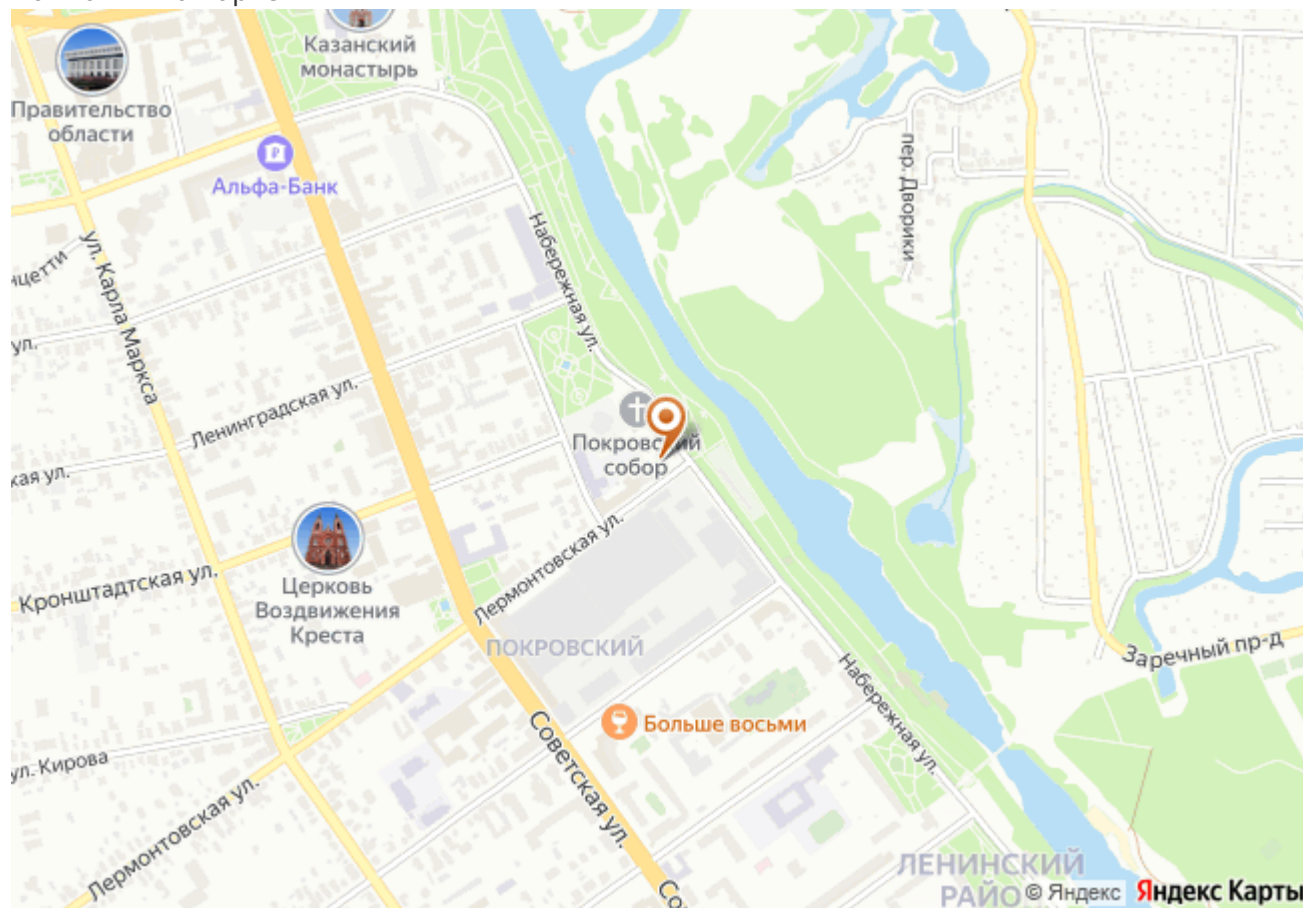 Казанский
монастырь
Правительство
области
Альфа-Банк
пер. Дворики
Набережная ул.
ул. Карла Маркса
ул.
Ленинградская ул.
Покровский
собор
Кронштадтская ул.
Церковь
Воздвижения
Креста
Лермонтовская ул.
ПОКРОВСКИЙ
Заречный пр-д
Больше восьми
Набережная ул.
Советская ул.
ул. Кирова
Лермонтовская ул.
ЛЕНИНСКИЙ
РАЙО
© Яндекс Яндекс Карты